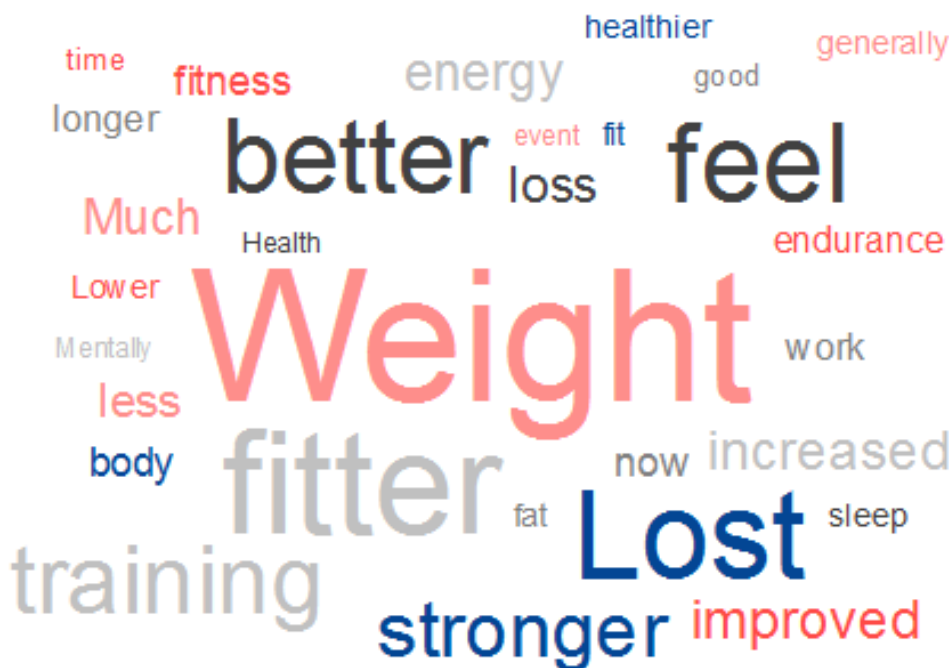 healthier
generally
time
fitness
energy
good
longer
better
event
fit
feel
loss
Much
Health
endurance
Lower
Weight
Mentally
work
less
body
fitter
now
increased
fat
Lost
sleep
training
stronger
improved